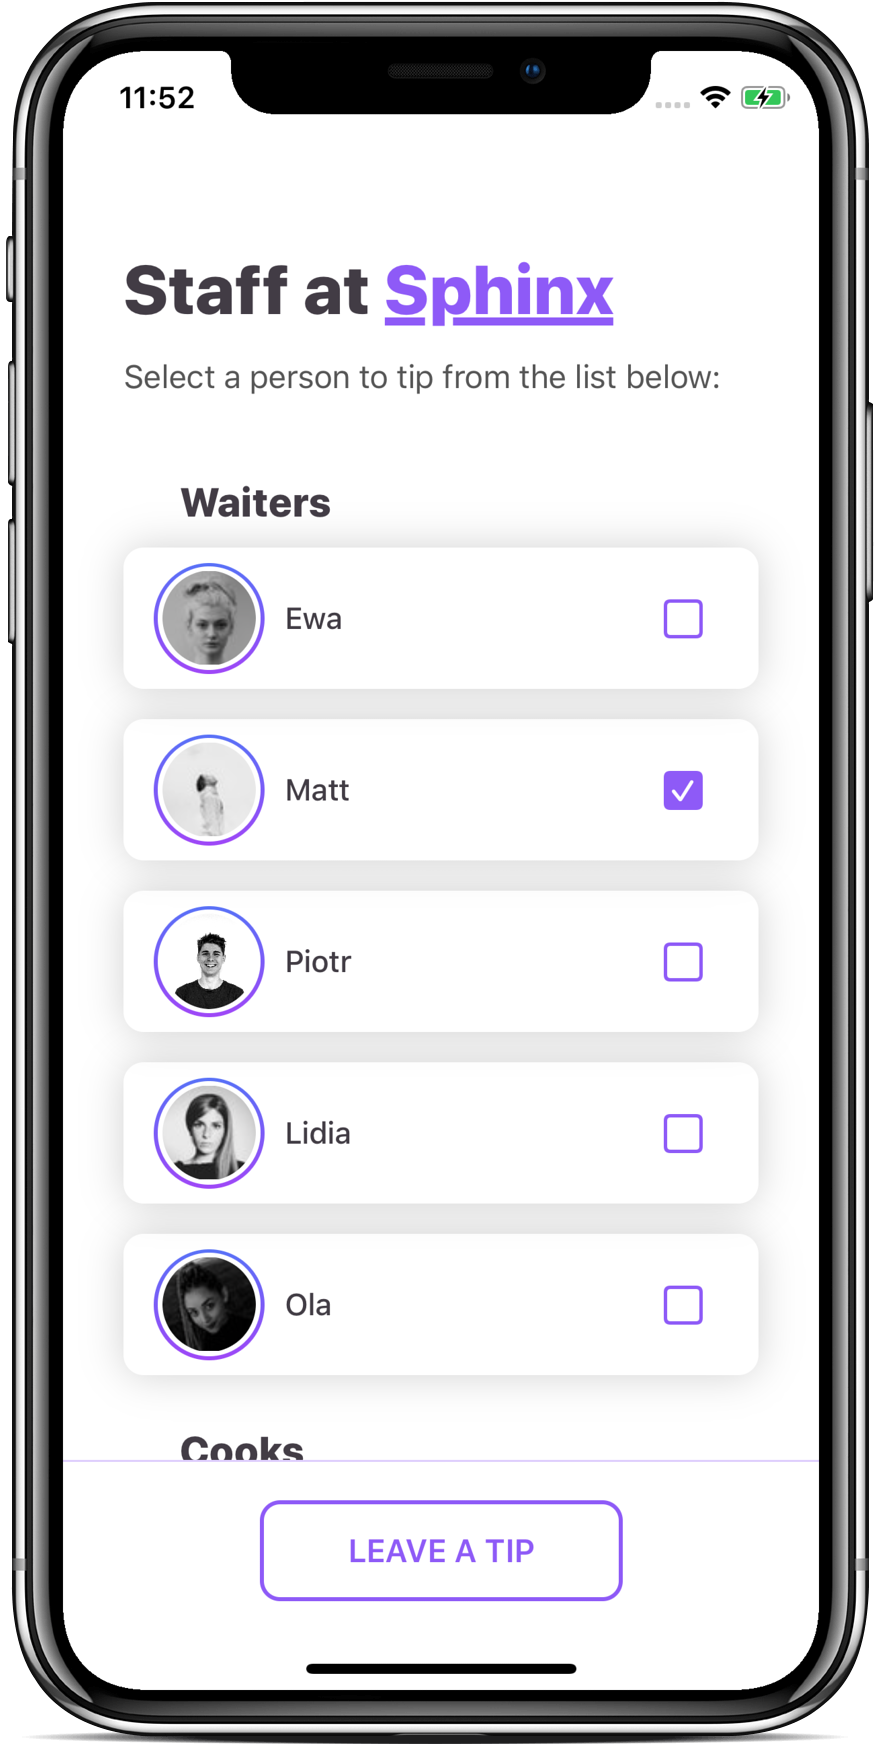 11:52
Staff at Sphinx
Select a person to tip from the list below:
Waiters
Ewa
Matt
Piotr
Lidia
Ola
Cooks
LEAVE A TIP